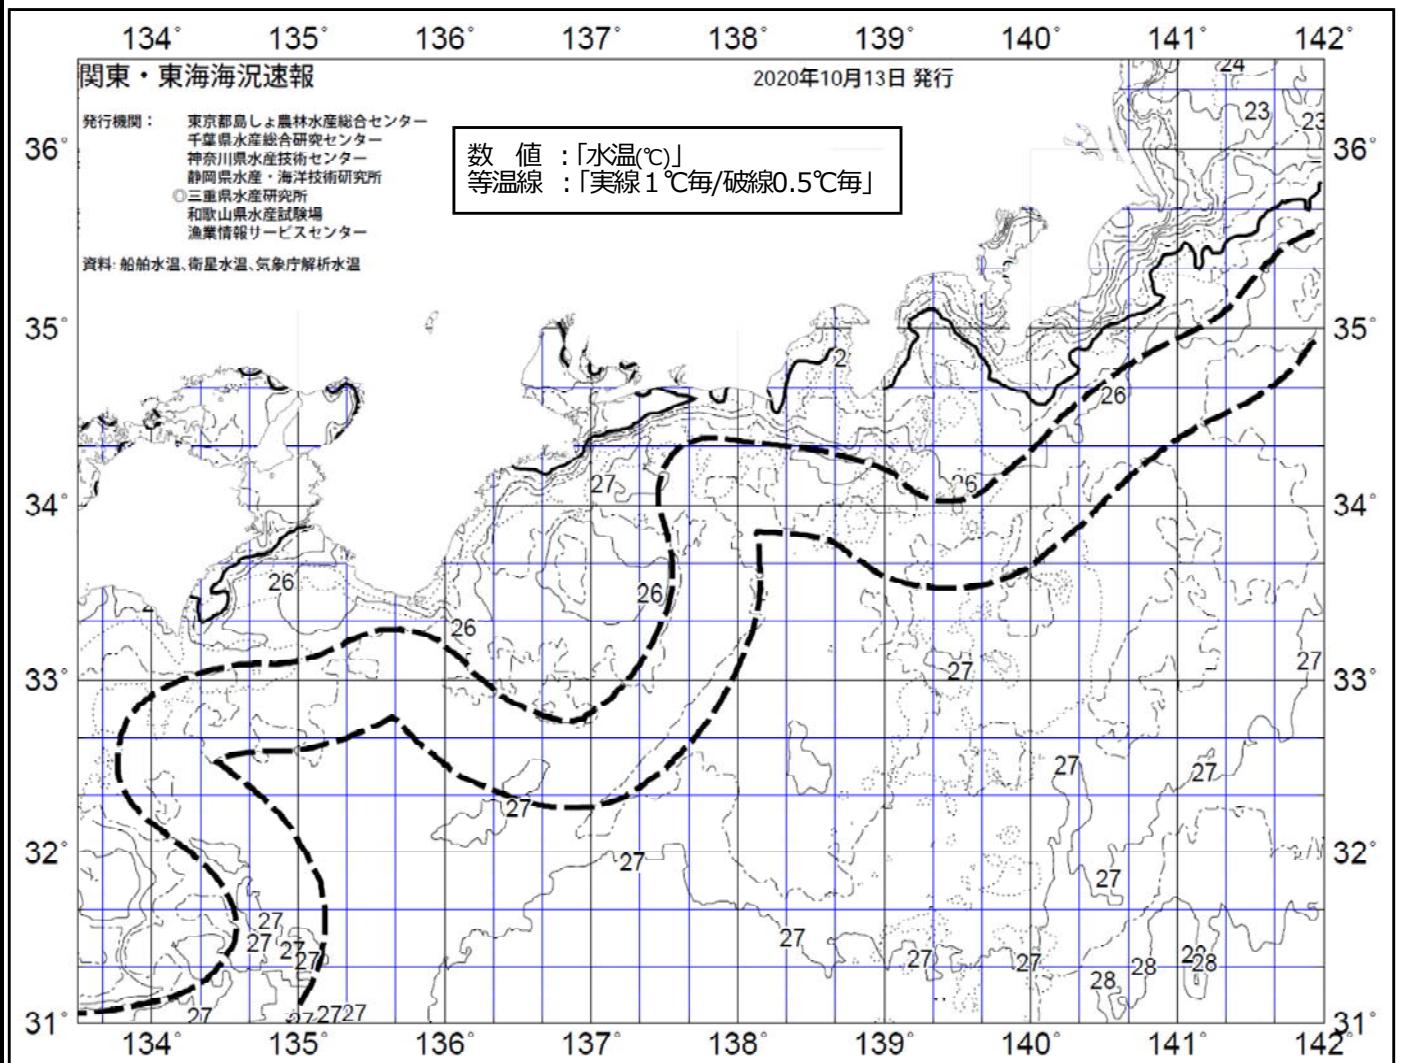 134° 135° 136° 137° 138° 139° 140° 141° 142°
関東・東海海況速報
2020年10月13日 発行
発行機関： 東京都島しょ農林水産総合センター
千葉県水産総合研究センター
神奈川県水産技術センター
静岡県水産・海洋技術研究所
◎三重県水産研究所
和歌山県水産試験場
漁業情報サービスセンター
資料: 船舶水温、衛星水温、気象庁解析水温
数 値 ：「水温(℃)」
等温線 ：「実線１℃毎/破線0.5℃毎」
24
23
23
36° 36°
35° 35°
2
26
27 26
34° 34°
26
26
26
27 27
33° 33°
27 27
27
27
32° 32°
27
27
27
27 27
27 27 27
28 28
28
27 27 27
31° 31°
134° 135° 136° 137° 138° 139° 140° 141° 142°